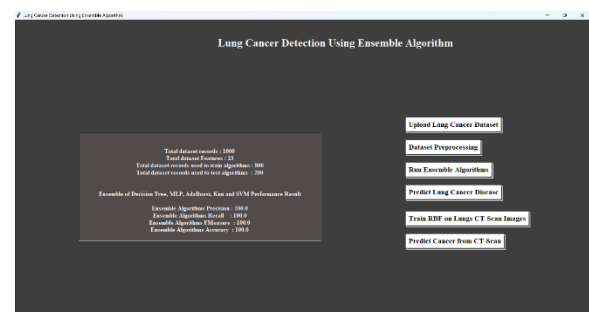 Lung Cancer Detection Using Ensemble Algorithm
Lung Cancer Detection Using Ensemble Algorithm
Upload Lung Cancer Dataset
Dataset Preprocessing
Run Ensemble Algorithms
Predict Lung Cancer Disease
Train RBF on Lungs CT Scan Images
Predict Cancer from CT-Scan
Total dataset records : 1000
Total dataset Features : 23
Total dataset records used to train algorithms : 800
Total dataset records used to test algorithms : 200
Ensemble of Decision Tree, MLP, AdaBoost, Knn and SVM Performance Result
Ensemble Algorithms Precision : 100.0
Ensemble Algorithms Recall : 100.0
Ensemble Algorithms FMeasure : 100.0
Ensemble Algorithms Accuracy : 100.0